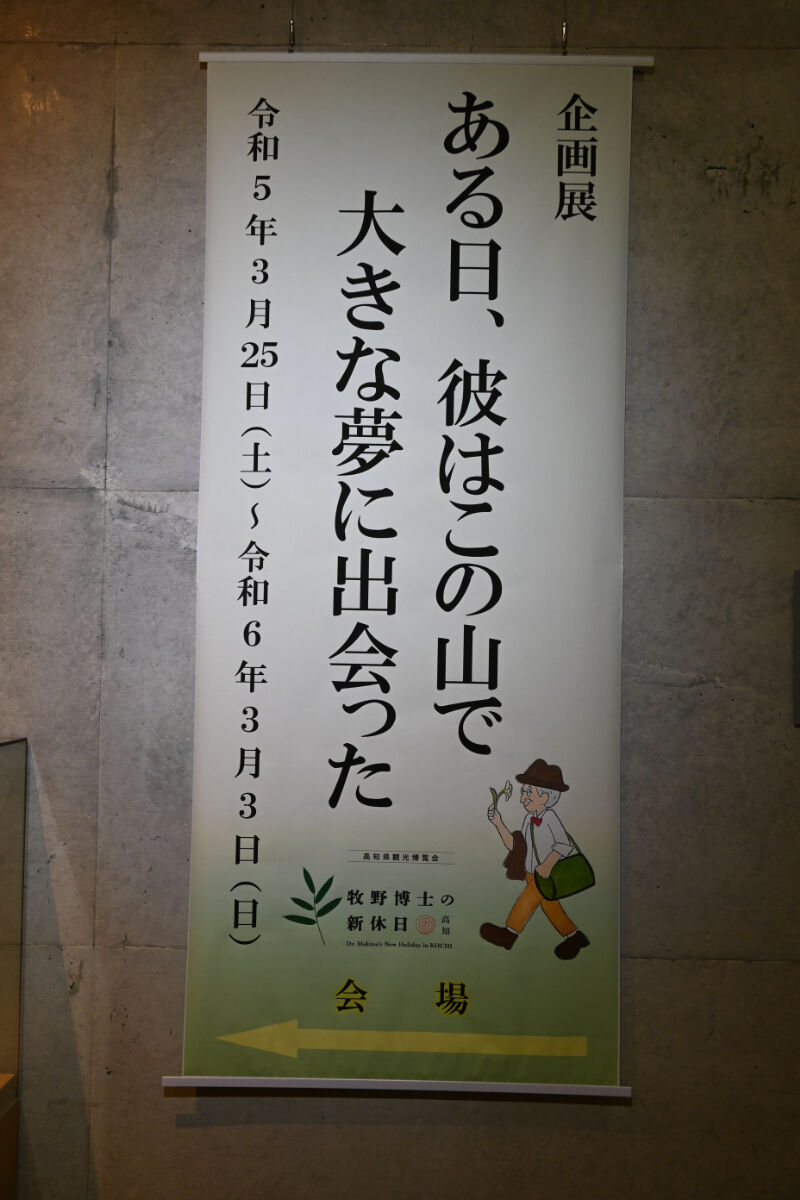 企画展
ある日、彼はこの山で
大きな夢に出会った
令和5年3月25日(土)~令和6年3月3日(日)
高知県観光博覧会
牧野博士の
新休日 高知
Dr. Makino's New Holiday in KOCHI
会場